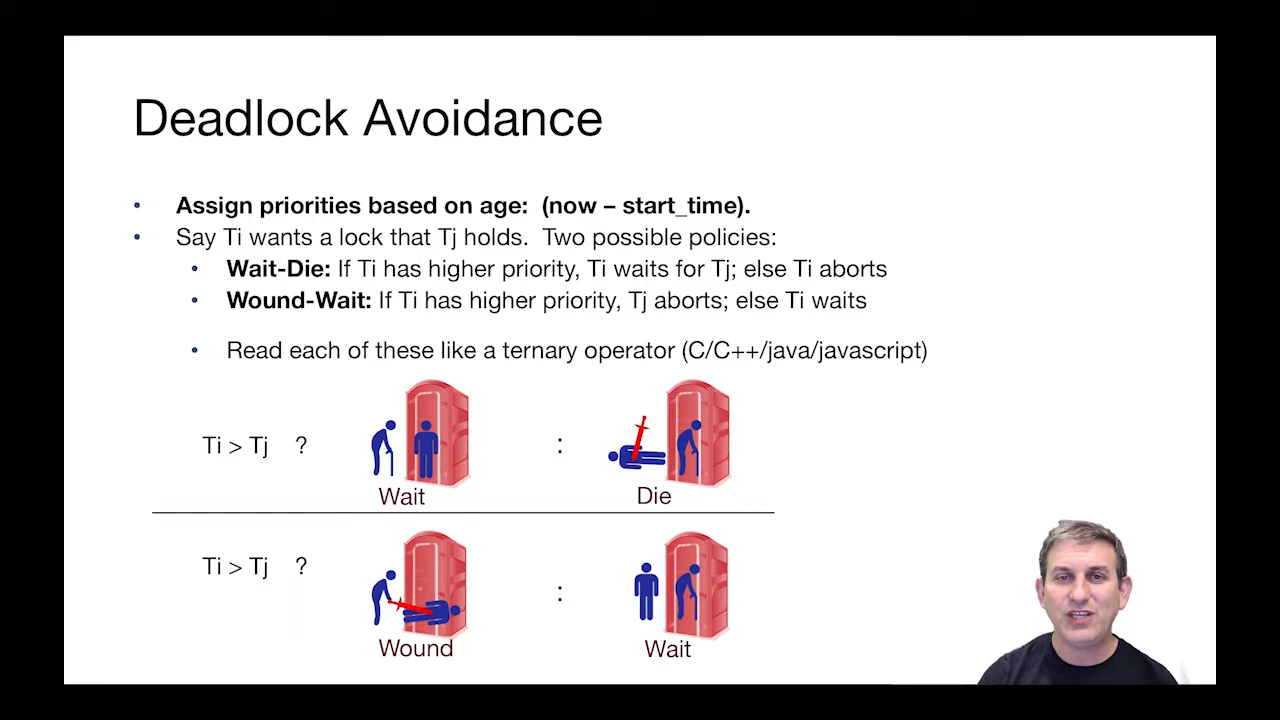 Deadlock Avoidance
• Assign priorities based on age: (now – start_time).
• Say Ti wants a lock that Tj holds. Two possible policies:
• Wait-Die: If Ti has higher priority, Ti waits for Tj; else Ti aborts
• Wound-Wait: If Ti has higher priority, Tj aborts; else Ti waits
• Read each of these like a ternary operator (C/C++/java/javascript)
Ti > Tj ? :
Wait Die
Ti > Tj ? :
Wound Wait